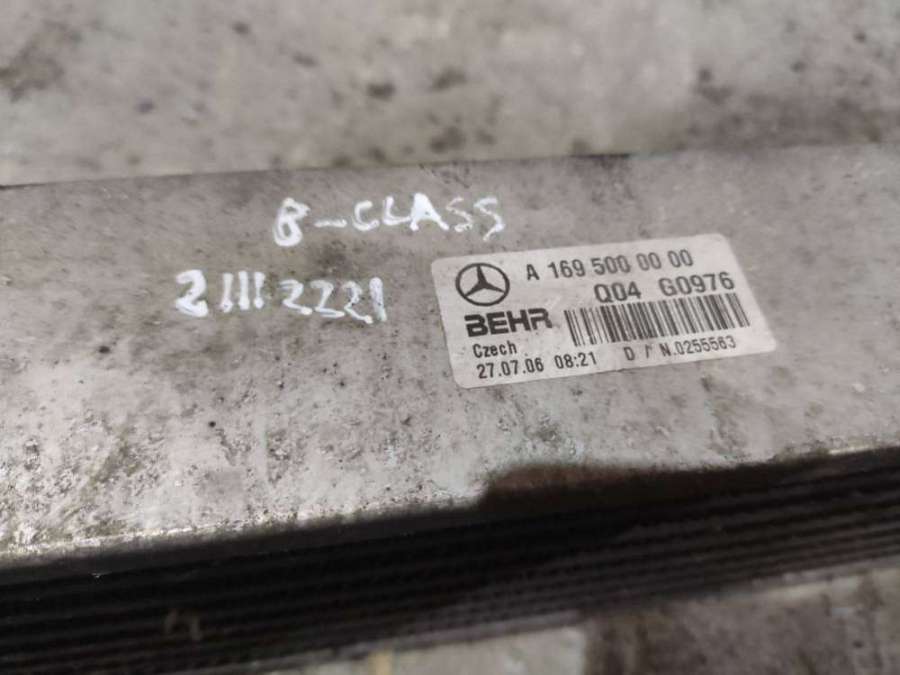 B-CLASS
21112221
A 169 500 00 00
Q04 G0976
BEHR
Czech
27.07.06 08:21 D / N.0255563